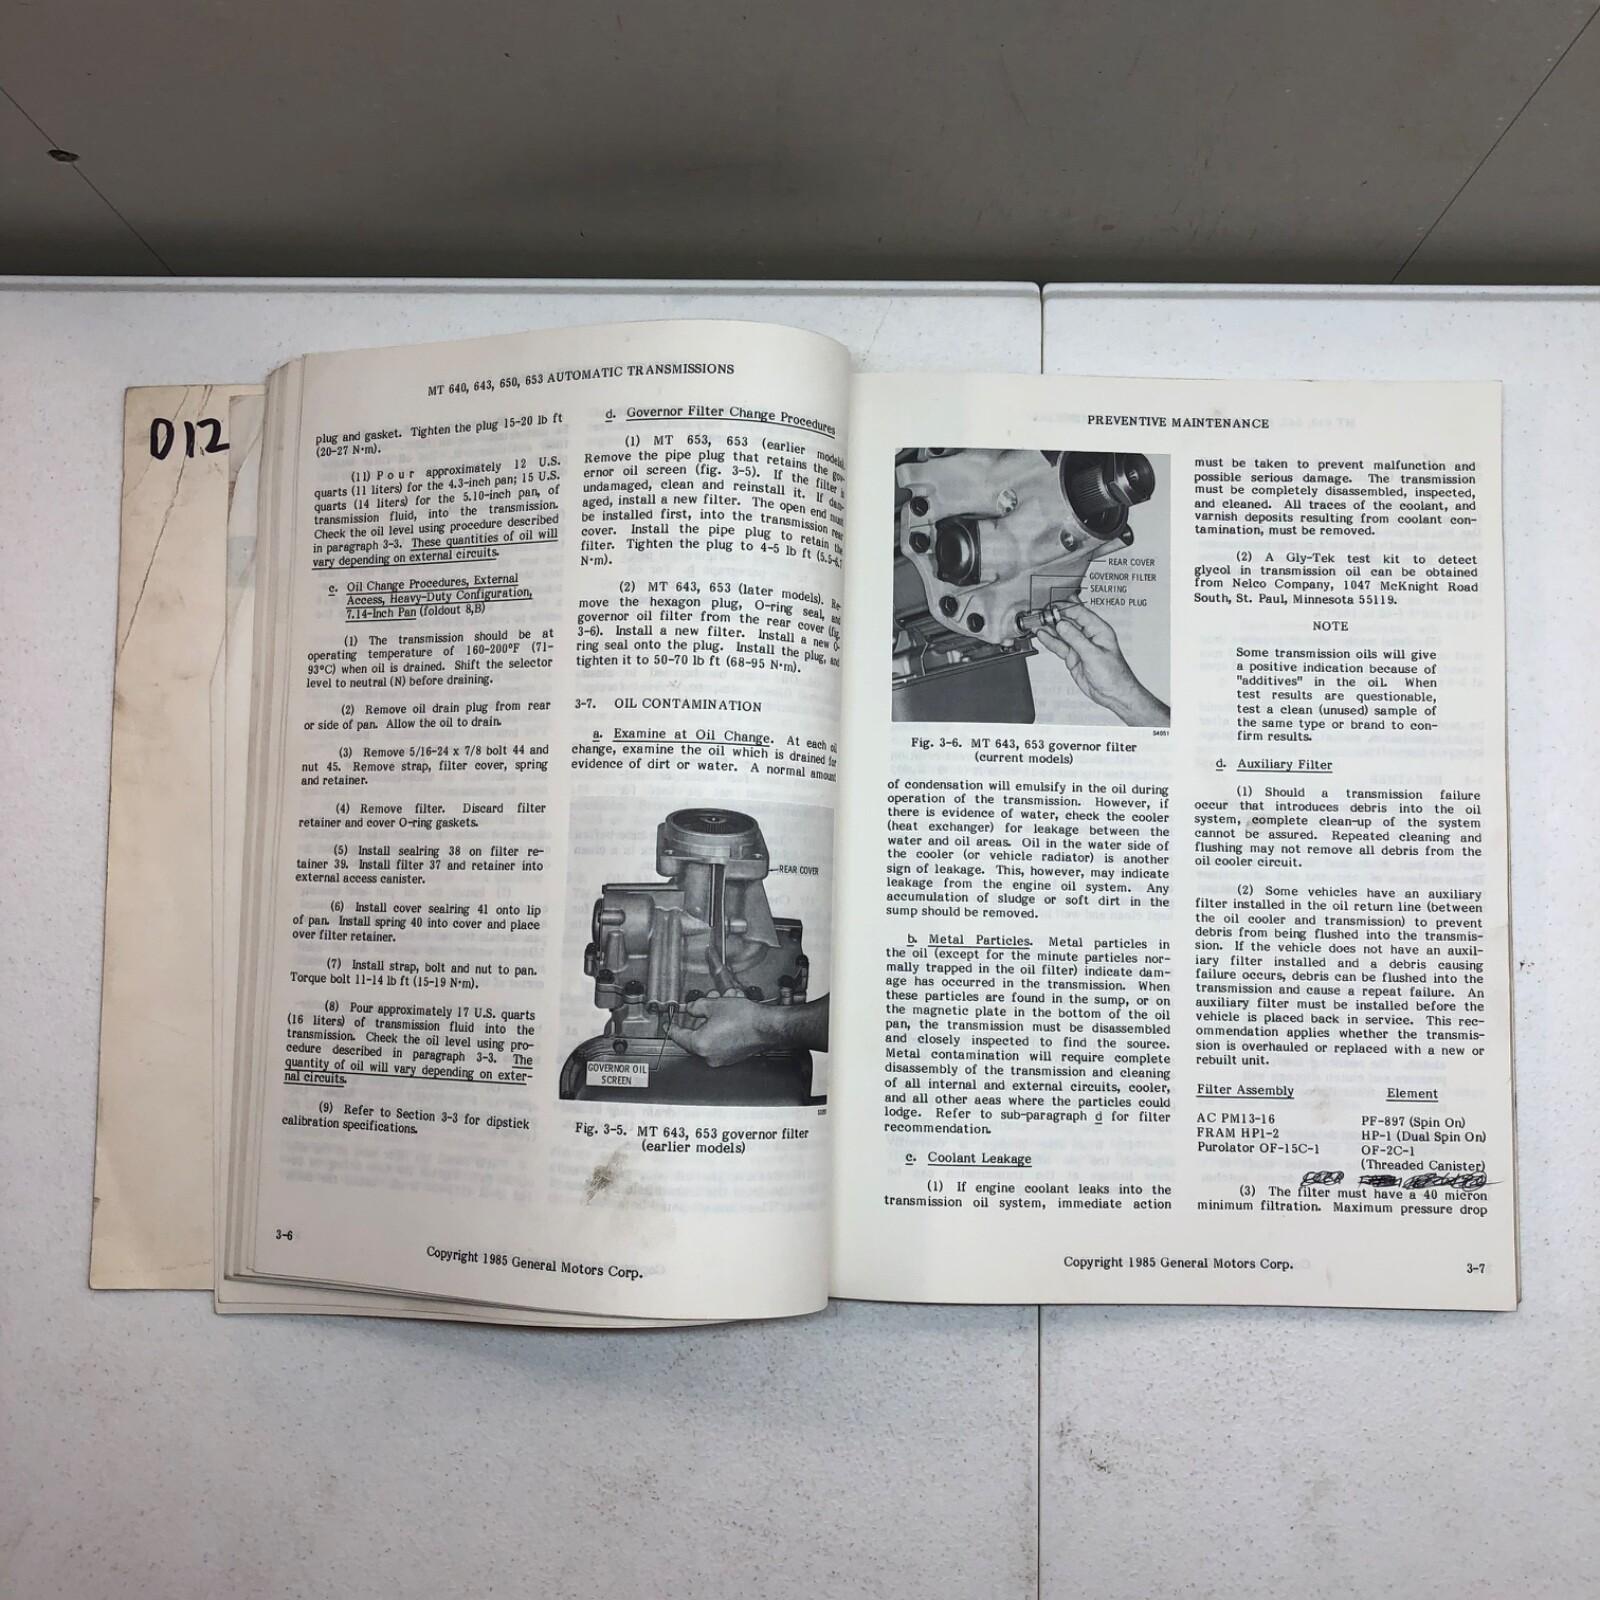 D12
MT 640, 643, 650, 653 AUTOMATIC TRANSMISSIONS
plug and gasket. Tighten the plug 15-20 lb ft
(20-27 N•m).
(11) Pour approximately 12 U.S.
quarts (11 liters) for the 4.3-inch pan; 15 U.S.
quarts (14 liters) for the 5.10-inch pan, of
transmission fluid, into the transmission.
Check the oil level using procedure described
in paragraph 3-3. These quantities of oil will
vary depending on external circuits.
c. Oil Change Procedures, External
Access, Heavy-Duty Configuration,
7.14-Inch Pan (foldout 8,B)
(1) The transmission should be at
operating temperature of 160-200°F (71-
93°C) when oil is drained. Shift the selector
level to neutral (N) before draining.
(2) Remove oil drain plug from rear
or side of pan. Allow the oil to drain.
(3) Remove 5/16-24 x 7/8 bolt 44 and
nut 45. Remove strap, filter cover, spring
and retainer.
(4) Remove filter. Discard filter
retainer and cover O-ring gaskets.
(5) Install sealring 38 on filter re-
tainer 39. Install filter 37 and retainer into
external access canister.
(6) Install cover sealring 41 onto lip
of pan. Install spring 40 into cover and place
over filter retainer.
(7) Install strap, bolt and nut to pan.
Torque bolt 11-14 lb ft (15-19 N•m).
(8) Pour approximately 17 U.S. quarts
(16 liters) of transmission fluid into the
transmission. Check the oil level using pro-
cedure described in paragraph 3-3. The
quantity of oil will vary depending on exter-
nal circuits.
(9) Refer to Section 3-3 for dipstick
calibration specifications.
d. Governor Filter Change Procedures
(1) MT 653, 653 (earlier models).
Remove the pipe plug that retains the gov-
ernor oil screen (fig. 3-5). If the filter is
undamaged, clean and reinstall it. If dam-
aged, install a new filter. The open end must
be installed first, into the transmission rear
cover. Install the pipe plug to retain the
filter. Tighten the plug to 4-5 lb ft (5.5-6.7
N•m).
(2) MT 643, 653 (later models). Re-
move the hexagon plug, O-ring seal, and
governor oil filter from the rear cover (fig.
3-6). Install a new filter. Install a new O-
ring seal onto the plug. Install the plug, and
tighten it to 50-70 lb ft (68-95 N•m).
3-7. OIL CONTAMINATION
a. Examine at Oil Change. At each oil
change, examine the oil which is drained for
evidence of dirt or water. A normal amount
REAR COVER
GOVERNOR OIL
SCREEN
Fig. 3-5. MT 643, 653 governor filter
(earlier models)
3-6
Copyright 1985 General Motors Corp.
PREVENTIVE MAINTENANCE
REAR COVER
GOVERNOR FILTER
SEALRING
HEXHEAD PLUG
S4051
Fig. 3-6. MT 643, 653 governor filter
(current models)
of condensation will emulsify in the oil during
operation of the transmission. However, if
there is evidence of water, check the cooler
(heat exchanger) for leakage between the
water and oil areas. Oil in the water side of
the cooler (or vehicle radiator) is another
sign of leakage. This, however, may indicate
leakage from the engine oil system. Any
accumulation of sludge or soft dirt in the
sump should be removed.
b. Metal Particles. Metal particles in
the oil (except for the minute particles nor-
mally trapped in the oil filter) indicate dam-
age has occurred in the transmission. When
these particles are found in the sump, or on
the magnetic plate in the bottom of the oil
pan, the transmission must be disassembled
and closely inspected to find the source.
Metal contamination will require complete
disassembly of the transmission and cleaning
of all internal and external circuits, cooler,
and all other aeas where the particles could
lodge. Refer to sub-paragraph d for filter
recommendation.
c. Coolant Leakage
(1) If engine coolant leaks into the
transmission oil system, immediate action
must be taken to prevent malfunction and
possible serious damage. The transmission
must be completely disassembled, inspected,
and cleaned. All traces of the coolant, and
varnish deposits resulting from coolant con-
tamination, must be removed.
(2) A Gly-Tek test kit to detect
glycol in transmission oil can be obtained
from Nelco Company, 1047 McKnight Road
South, St. Paul, Minnesota 55119.
NOTE
Some transmission oils will give
a positive indication because of
"additives" in the oil. When
test results are questionable,
test a clean (unused) sample of
the same type or brand to con-
firm results.
d. Auxiliary Filter
(1) Should a transmission failure
occur that introduces debris into the oil
system, complete clean-up of the system
cannot be assured. Repeated cleaning and
flushing may not remove all debris from the
oil cooler circuit.
(2) Some vehicles have an auxiliary
filter installed in the oil return line (between
the oil cooler and transmission) to prevent
debris from being flushed into the transmis-
sion. If the vehicle does not have an auxil-
iary filter installed and a debris causing
failure occurs, debris can be flushed into the
transmission and cause a repeat failure. An
auxiliary filter must be installed before the
vehicle is placed back in service. This rec-
ommendation applies whether the transmis-
sion is overhauled or replaced with a new or
rebuilt unit.
Filter Assembly Element
AC PM13-16 PF-897 (Spin On)
FRAM HP1-2 HP-1 (Dual Spin On)
Purolator OF-15C-1 OF-2C-1
(Threaded Canister)
(3) The filter must have a 40 micron
minimum filtration. Maximum pressure drop
Copyright 1985 General Motors Corp.
3-7